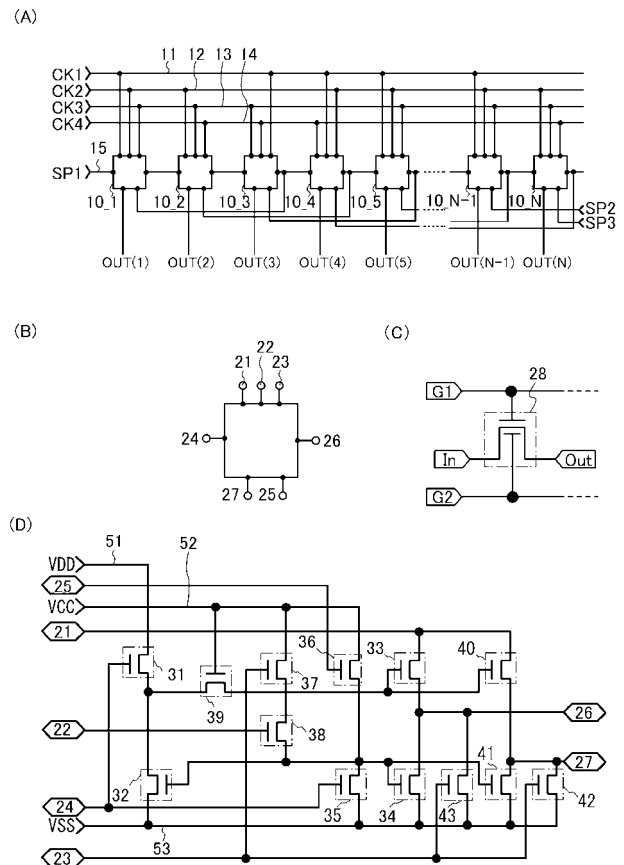 (A)
11 12 13 14
CK1
CK2
CK3
CK4
15
SP1
10_1 10_2 10_3 10_4 10_5 10_N-1 10_N
SP2
SP3
OUT(1) OUT(2) OUT(3) OUT(4) OUT(5) OUT(N-1) OUT(N)
(B)
22
21 23
24 26
27 25
(C)
28
G1
In Out
G2
(D)
51 52
VDD
25
VCC
21
36 33 40
31 37
39
26
22 38
27
32 41
24 35 34 43 42
VSS
53
23